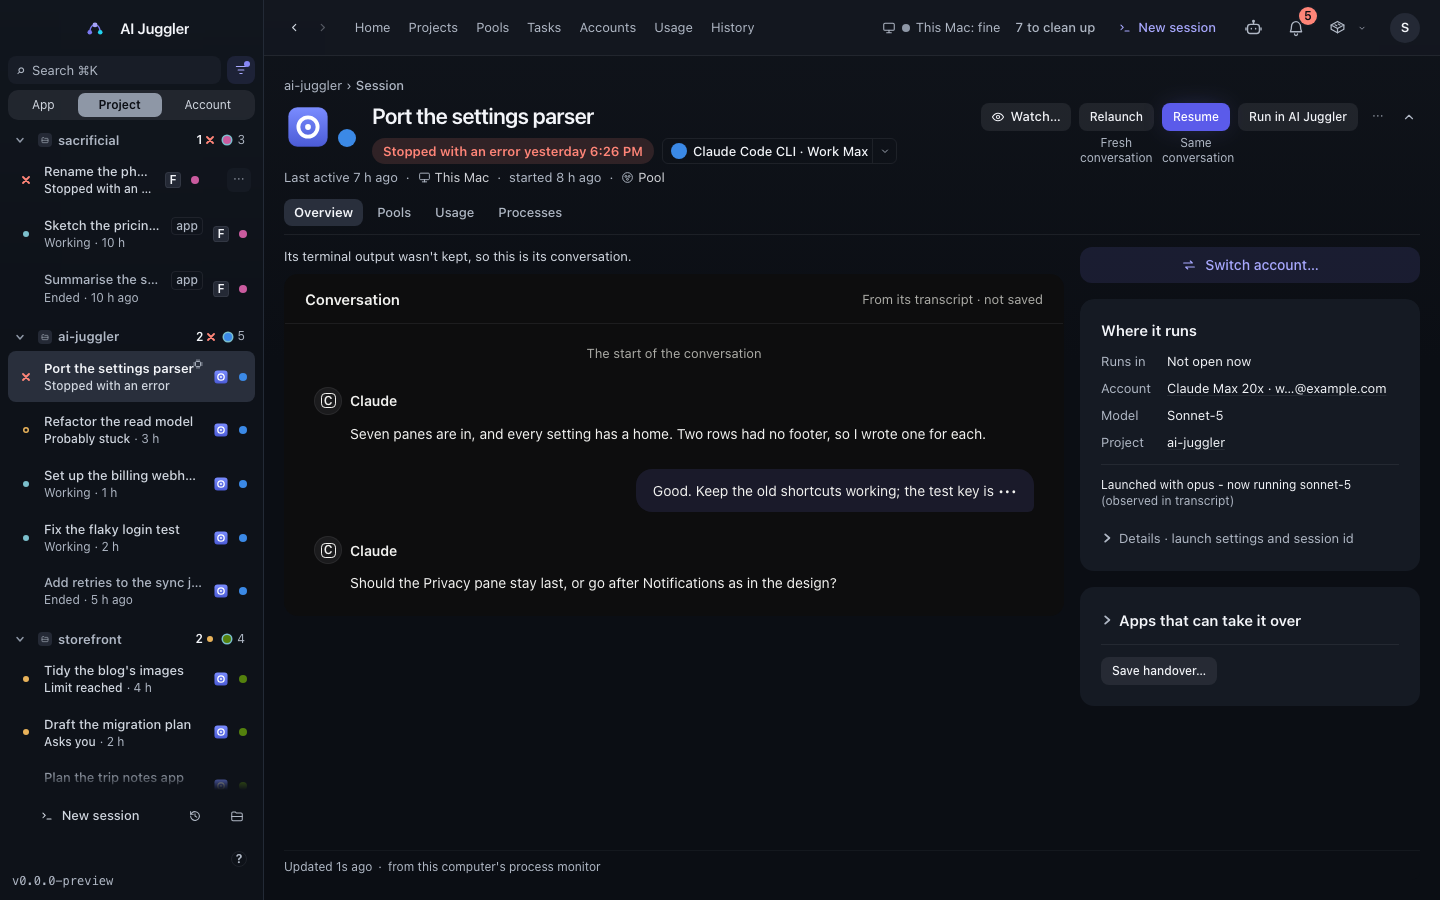 AI Juggler
Search ⌘K
App Project Account
sacrificial 1 3
Rename the ph...
Stopped with an ... F
Sketch the pricin... app
Working · 10 h F
Summarise the s... app
Ended · 10 h ago F
ai-juggler 2 5
Port the settings parser
Stopped with an error
Refactor the read model
Probably stuck · 3 h
Set up the billing webh...
Working · 1 h
Fix the flaky login test
Working · 2 h
Add retries to the sync j...
Ended · 5 h ago
storefront 2 4
Tidy the blog's images
Limit reached · 4 h
Draft the migration plan
Asks you · 2 h
Plan the trip notes app
New session
?
v0.0.0-preview
Home Projects Pools Tasks Accounts Usage History
This Mac: fine 7 to clean up New session 5 S
ai-juggler › Session
Port the settings parser
Stopped with an error yesterday 6:26 PM Claude Code CLI · Work Max
Last active 7 h ago · This Mac · started 8 h ago · Pool
Watch... Relaunch Resume Run in AI Juggler ...
Fresh conversation
Same conversation
Overview Pools Usage Processes
Its terminal output wasn't kept, so this is its conversation.
Conversation From its transcript · not saved
The start of the conversation
C Claude
Seven panes are in, and every setting has a home. Two rows had no footer, so I wrote one for each.
Good. Keep the old shortcuts working; the test key is •••
C Claude
Should the Privacy pane stay last, or go after Notifications as in the design?
Switch account...
Where it runs
Runs in Not open now
Account Claude Max 20x · w...@example.com
Model Sonnet-5
Project ai-juggler
Launched with opus - now running sonnet-5
(observed in transcript)
Details · launch settings and session id
Apps that can take it over
Save handover...
Updated 1s ago · from this computer's process monitor